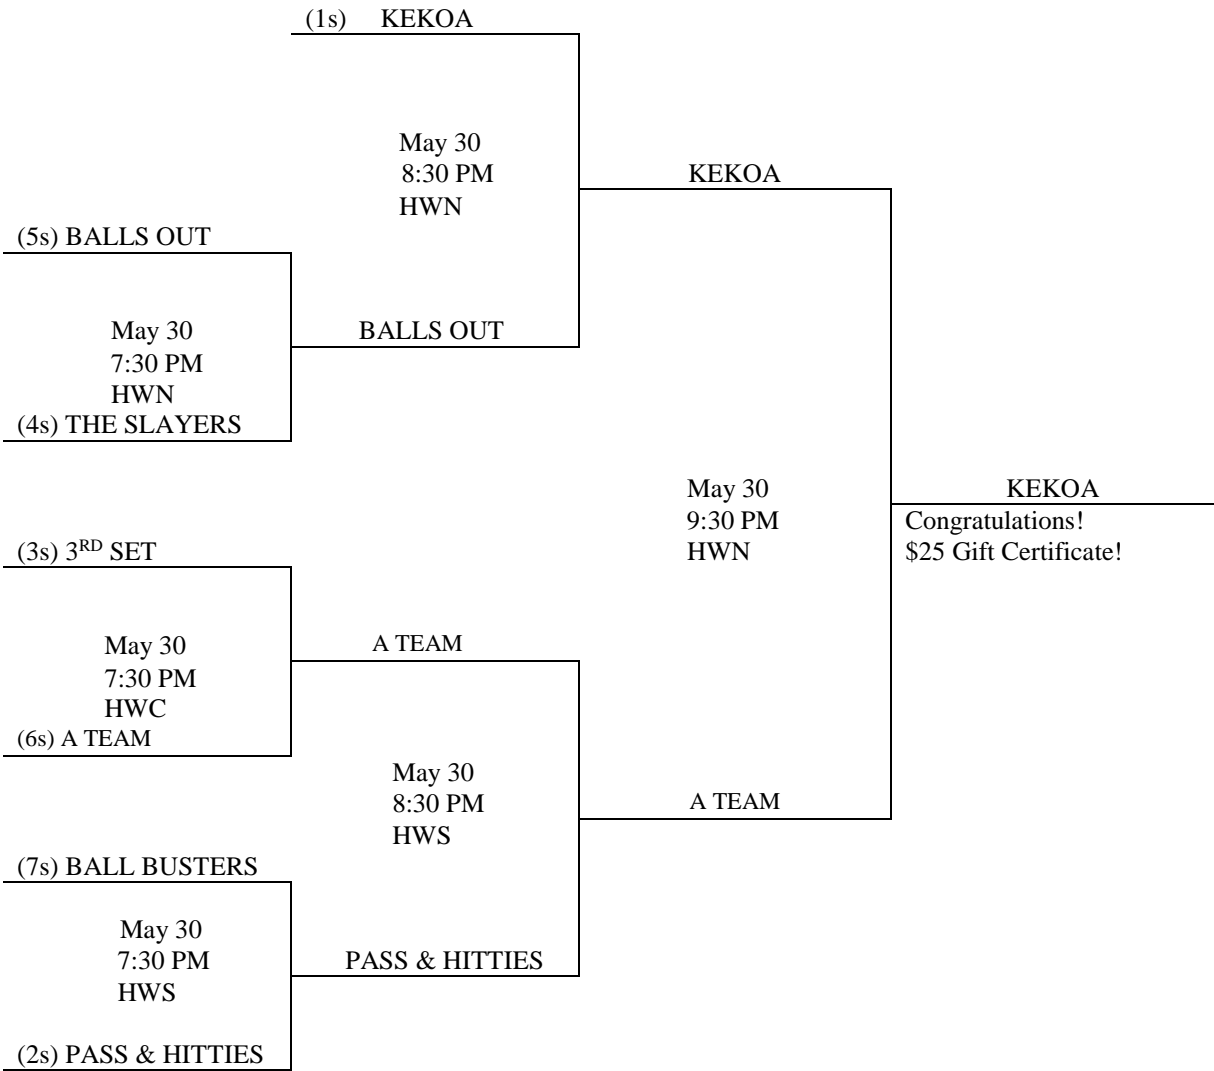 (1s) KEKOA
May 30
8:30 PM
HWN
KEKOA
(5s) BALLS OUT
May 30
7:30 PM
HWN
BALLS OUT
(4s) THE SLAYERS
May 30
9:30 PM
HWN
KEKOA
Congratulations!
$25 Gift Certificate!
(3s) 3RD SET
May 30
7:30 PM
HWC
A TEAM
(6s) A TEAM
May 30
8:30 PM
HWS
A TEAM
(7s) BALL BUSTERS
May 30
7:30 PM
HWS
PASS & HITTIES
(2s) PASS & HITTIES